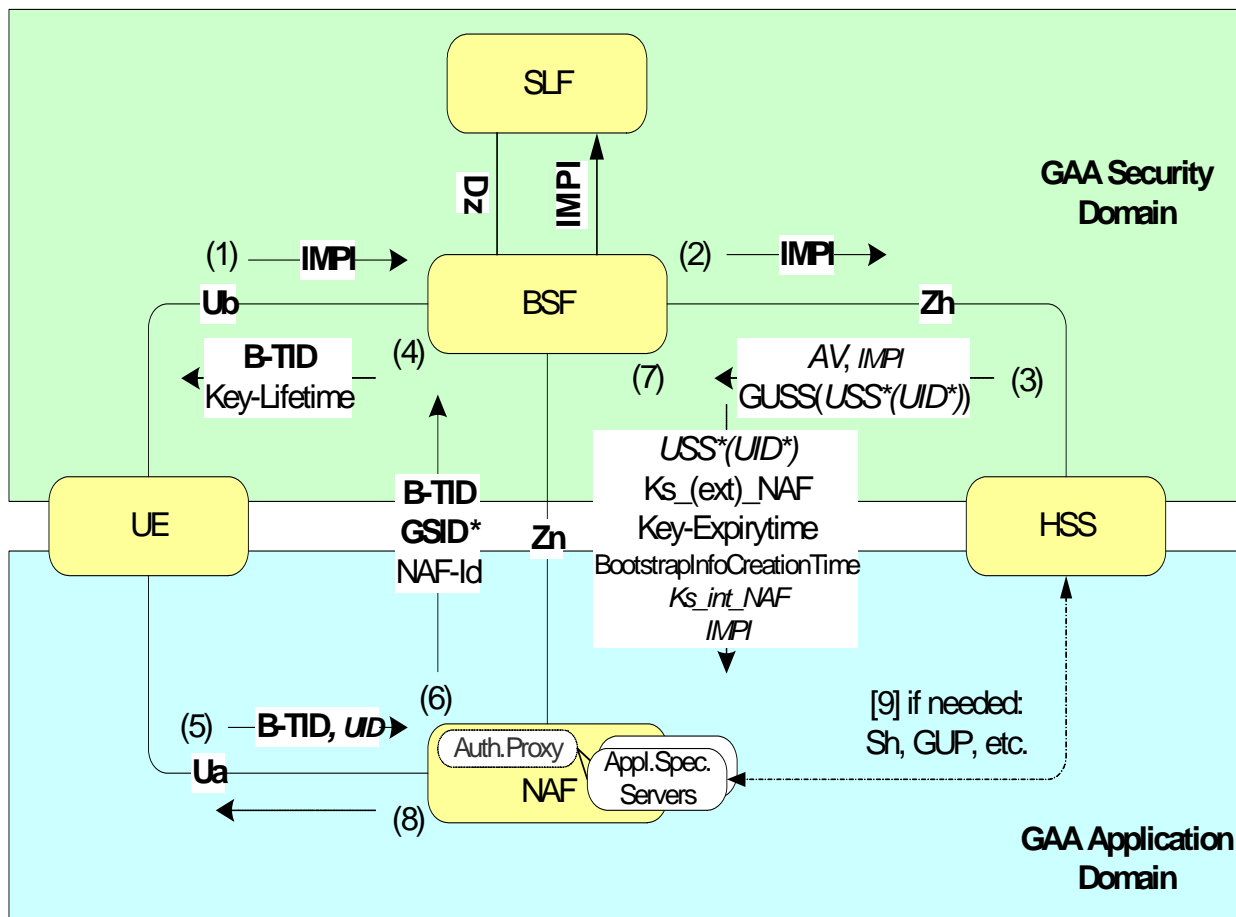 SLF
Dz
IMPI
GAA Security
Domain
(1)
IMPI
(2)
IMPI
Ub
BSF
Zh
B-TID
Key-Lifetime
(4)
(7)
AV, IMPI
GUSS(USS*(UID*))
(3)
USS*(UID*)
Ks_(ext)_NAF
Key-Expirytime
BootstrapInfoCreationTime
Ks_int_NAF
IMPI
UE
B-TID
GSID*
NAF-Id
Zn
HSS
(5)
B-TID, UID
(6)
Auth.Proxy
NAF
Appl.Spec.
Servers
[9] if needed:
Sh, GUP, etc.
Ua
(8)
GAA Application
Domain